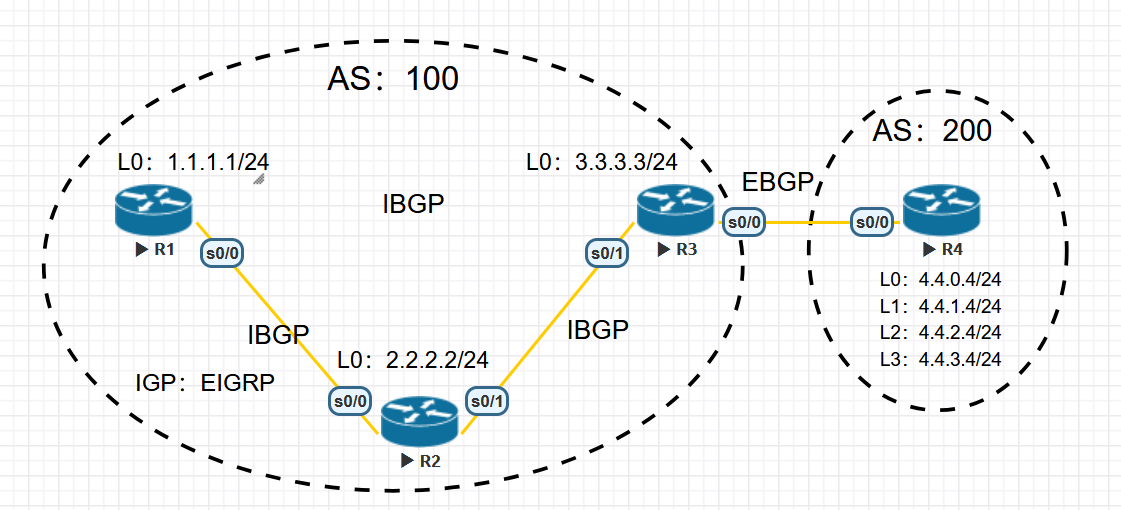 AS：100
AS：200
L0：1.1.1.1/24
L0：3.3.3.3/24
EBGP
IBGP
s0/0
s0/0
R1
R3
R4
s0/0
s0/1
L0：4.4.0.4/24
L1：4.4.1.4/24
L2：4.4.2.4/24
L3：4.4.3.4/24
IBGP
IBGP
L0：2.2.2.2/24
IGP：EIGRP
s0/0
s0/1
R2